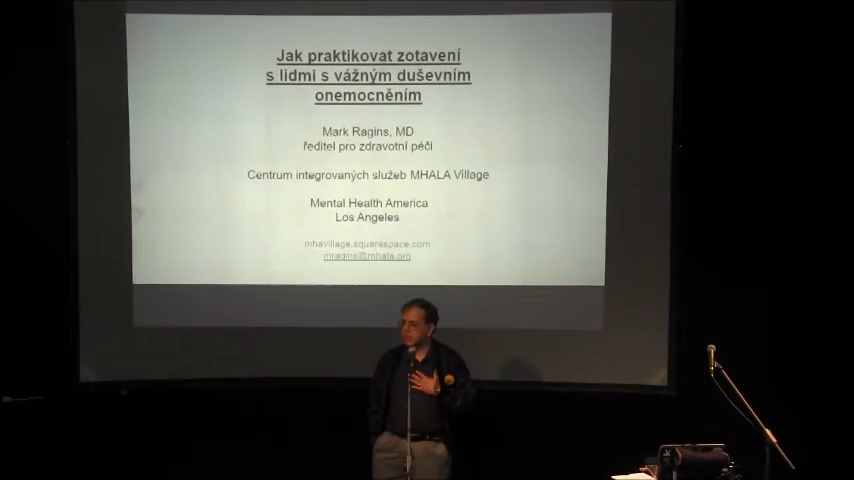 Jak praktikovat zotavení
s lidmi s vážným duševním
onemocněním
Mark Ragins, MD
ředitel pro zdravotní péči
Centrum integrovaných služeb MHALA Village
Mental Health America
Los Angeles
mhavillage.squarespace.com
mragins@mhala.org